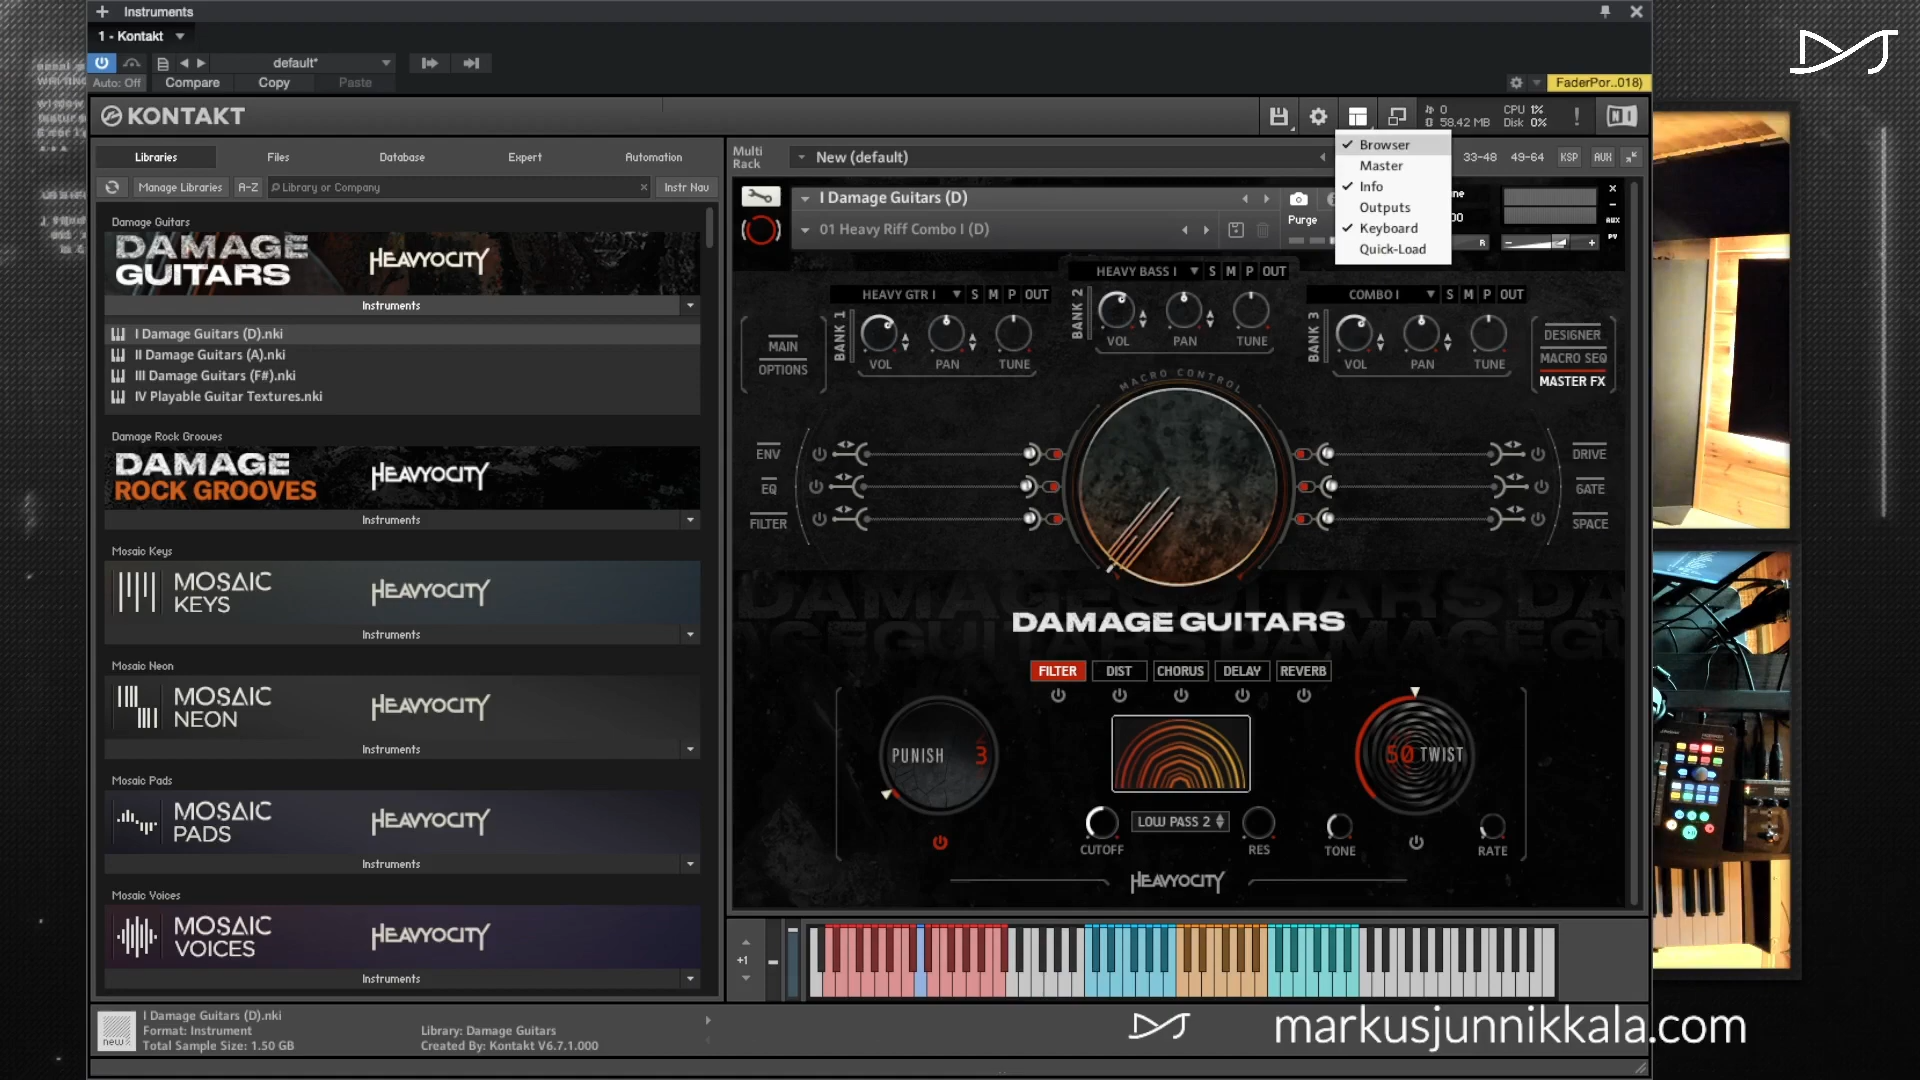 Instruments
1 - Kontakt
default*
Auto: Off
Compare
Copy
Paste
FaderPor..018)
KONTAKT
0
58.42 MB
CPU 1%
Disk 0%
!
Libraries
Files
Database
Expert
Automation
Manage Libraries
A-Z
Library or Company
Instr Nav
Damage Guitars
DAMAGE
GUITARS
HEAVYOCITY
Instruments
I Damage Guitars (D).nki
II Damage Guitars (A).nki
III Damage Guitars (F#).nki
IV Playable Guitar Textures.nki
Damage Rock Grooves
DAMAGE
ROCK GROOVES
HEAVYOCITY
Instruments
Mosaic Keys
MOSAIC
KEYS
HEAVYOCITY
Instruments
Mosaic Neon
MOSAIC
NEON
HEAVYOCITY
Instruments
Mosaic Pads
MOSAIC
PADS
HEAVYOCITY
Instruments
Mosaic Voices
MOSAIC
VOICES
HEAVYOCITY
Instruments
Multi
Rack
New (default)
Browser
Master
Info
Outputs
Keyboard
Quick-Load
33-48
49-64
KSP
AUX
I Damage Guitars (D)
01 Heavy Riff Combo I (D)
Purge
R
AUX
PV
HEAVY GTR I
S M P OUT
HEAVY BASS I
S M P OUT
COMBO I
S M P OUT
BANK 1
VOL
PAN
TUNE
BANK 2
VOL
PAN
TUNE
BANK 3
VOL
PAN
TUNE
MAIN
OPTIONS
DESIGNER
MACRO SEQ
MASTER FX
MACRO CONTROL
ENV
EQ
FILTER
DRIVE
GATE
SPACE
DAMAGE GUITARS
FILTER
DIST
CHORUS
DELAY
REVERB
PUNISH 3
50 TWIST
CUTOFF
LOW PASS 2
RES
TONE
RATE
HEAVYOCITY
+1
new
I Damage Guitars (D).nki
Format: Instrument
Total Sample Size: 1.50 GB
Library: Damage Guitars
Created By: Kontakt V6.7.1.000
markusjunnikkala.com